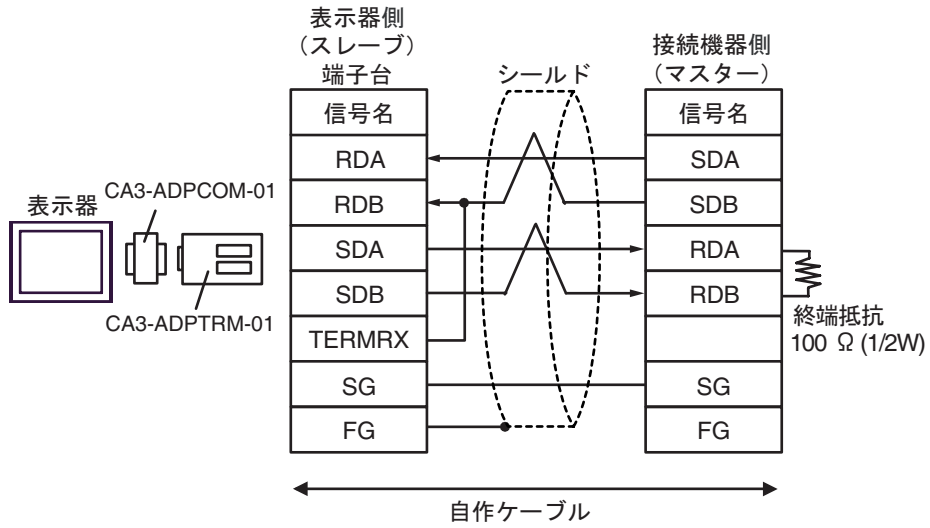 表示器側
(スレーブ)
端子台
シールド
接続機器側
(マスター)
信号名
信号名
RDA
SDA
RDB
SDB
SDA
RDA
SDB
RDB
TERMRX
SG
SG
FG
FG
表示器
CA3-ADPCOM-01
CA3-ADPTRM-01
終端抵抗
100 Ω (1/2W)
自作ケーブル